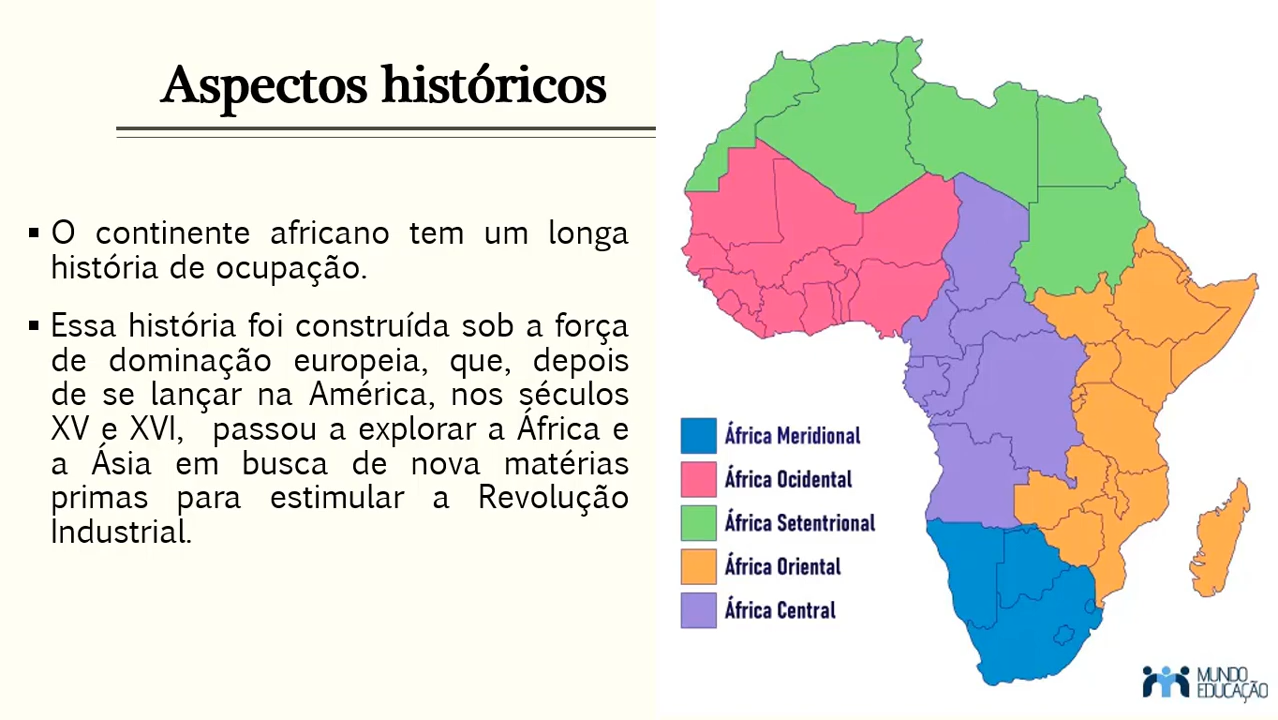 Aspectos históricos
▪ O continente africano tem um longa
história de ocupação.
▪ Essa história foi construída sob a força
de dominação europeia, que, depois
de se lançar na América, nos séculos
XV e XVI, passou a explorar a África e
a Ásia em busca de nova matérias
primas para estimular a Revolução
Industrial.
África Meridional
África Ocidental
África Setentrional
África Oriental
África Central
MUNDO
EDUCAÇÃO